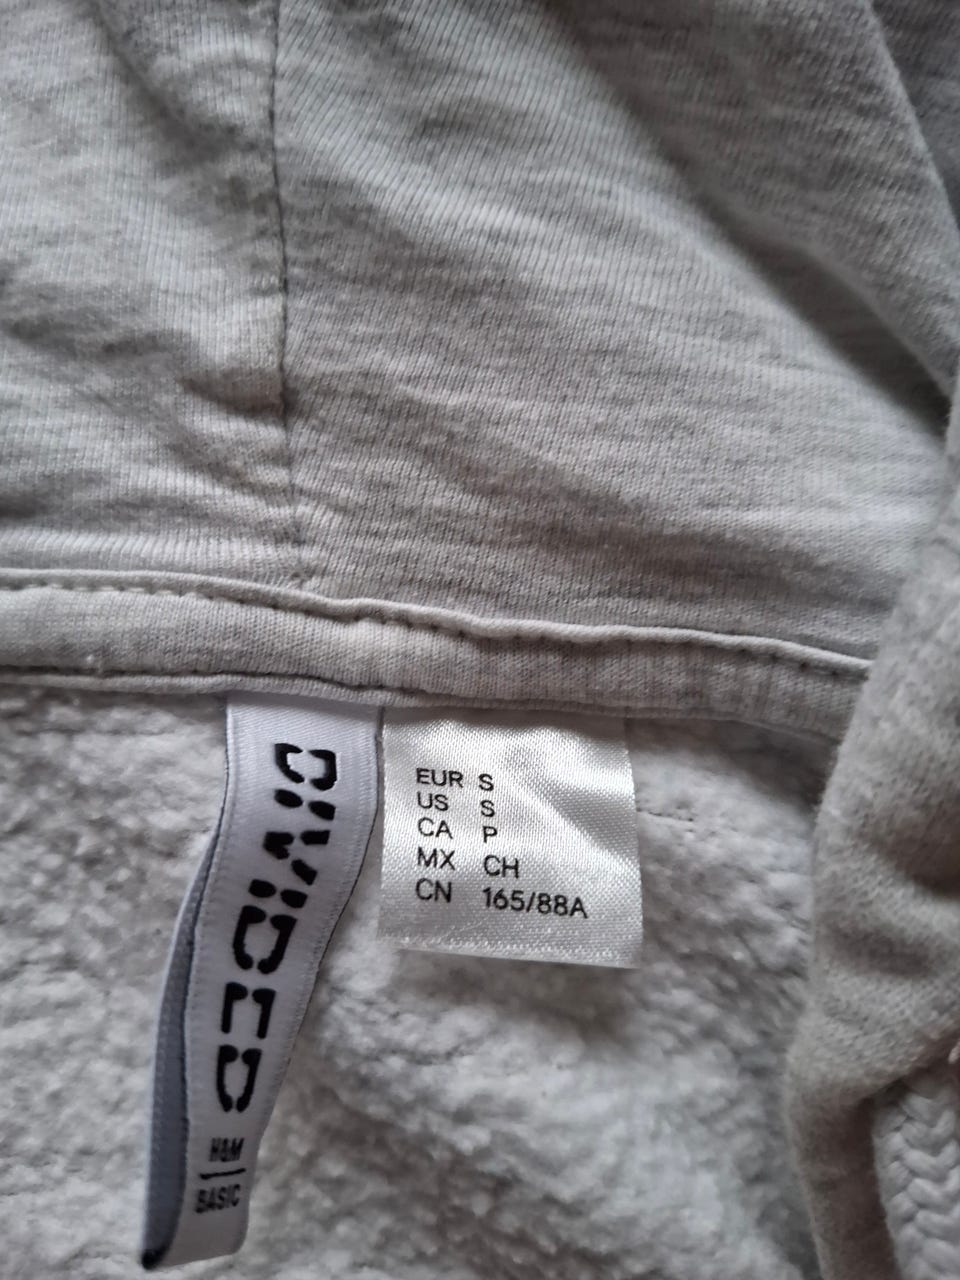 DIVIDED
H&M
BASIC
EUR S
US S
CA P
MX CH
CN 165/88A